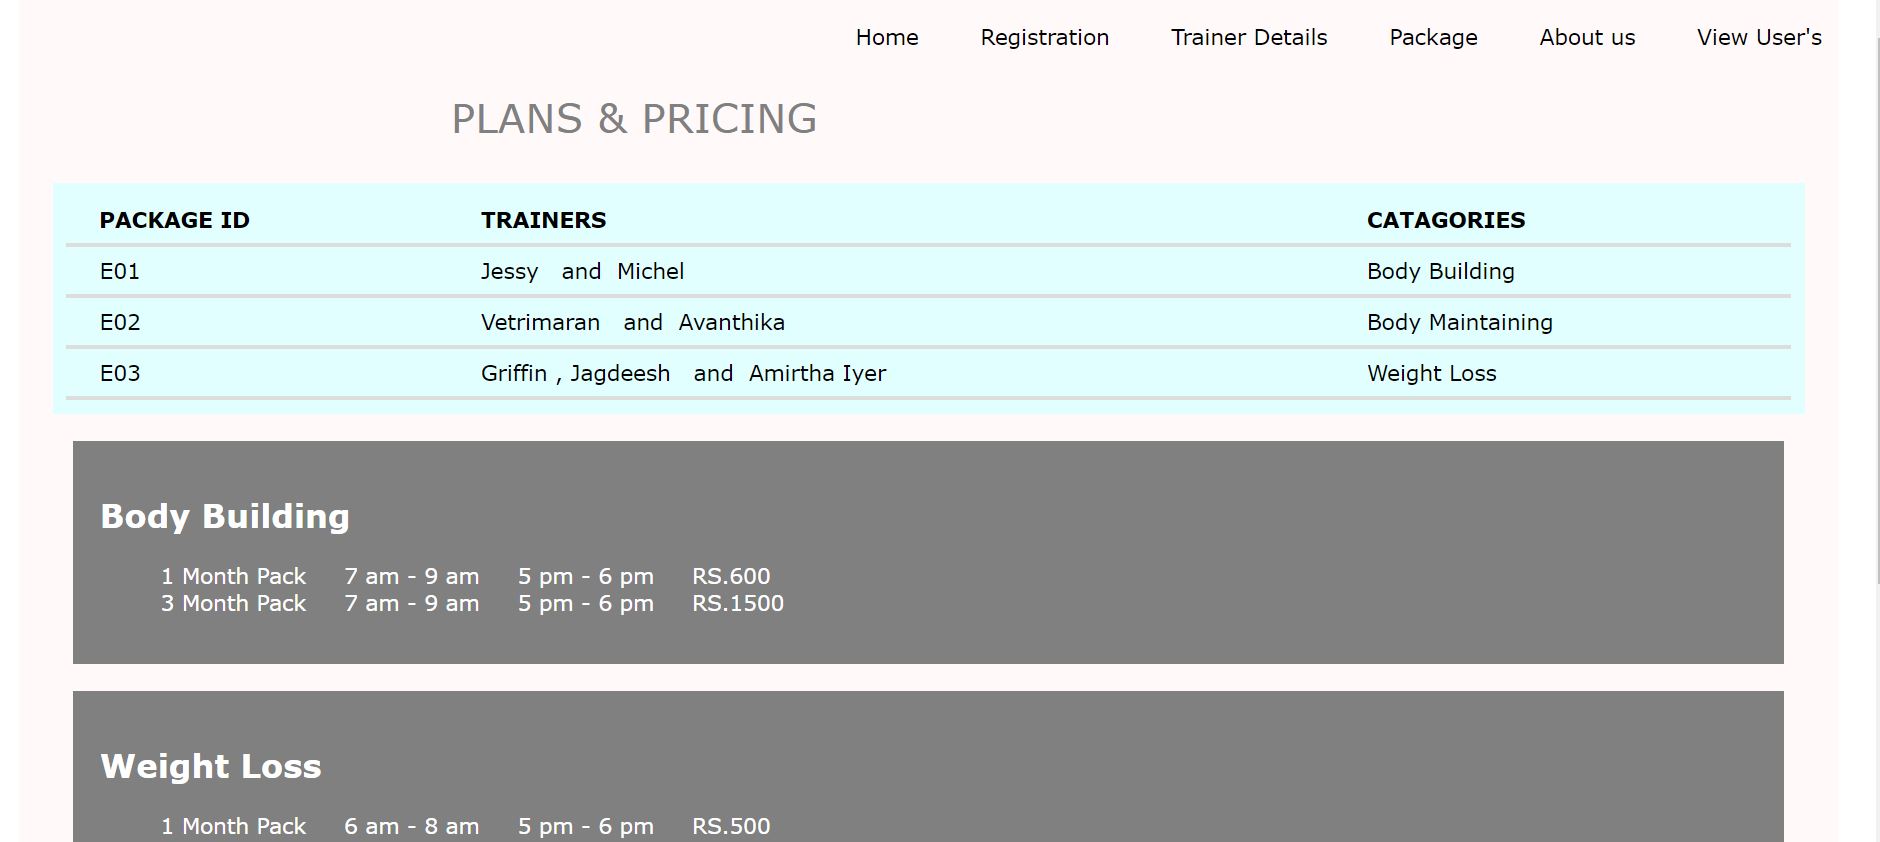 Home Registration Trainer Details Package About us View User's
PLANS & PRICING
PACKAGE ID TRAINERS CATAGORIES
E01 Jessy and Michel Body Building
E02 Vetrimaran and Avanthika Body Maintaining
E03 Griffin , Jagdeesh and Amirtha Iyer Weight Loss
Body Building
1 Month Pack 7 am - 9 am 5 pm - 6 pm RS.600
3 Month Pack 7 am - 9 am 5 pm - 6 pm RS.1500
Weight Loss
1 Month Pack 6 am - 8 am 5 pm - 6 pm RS.500